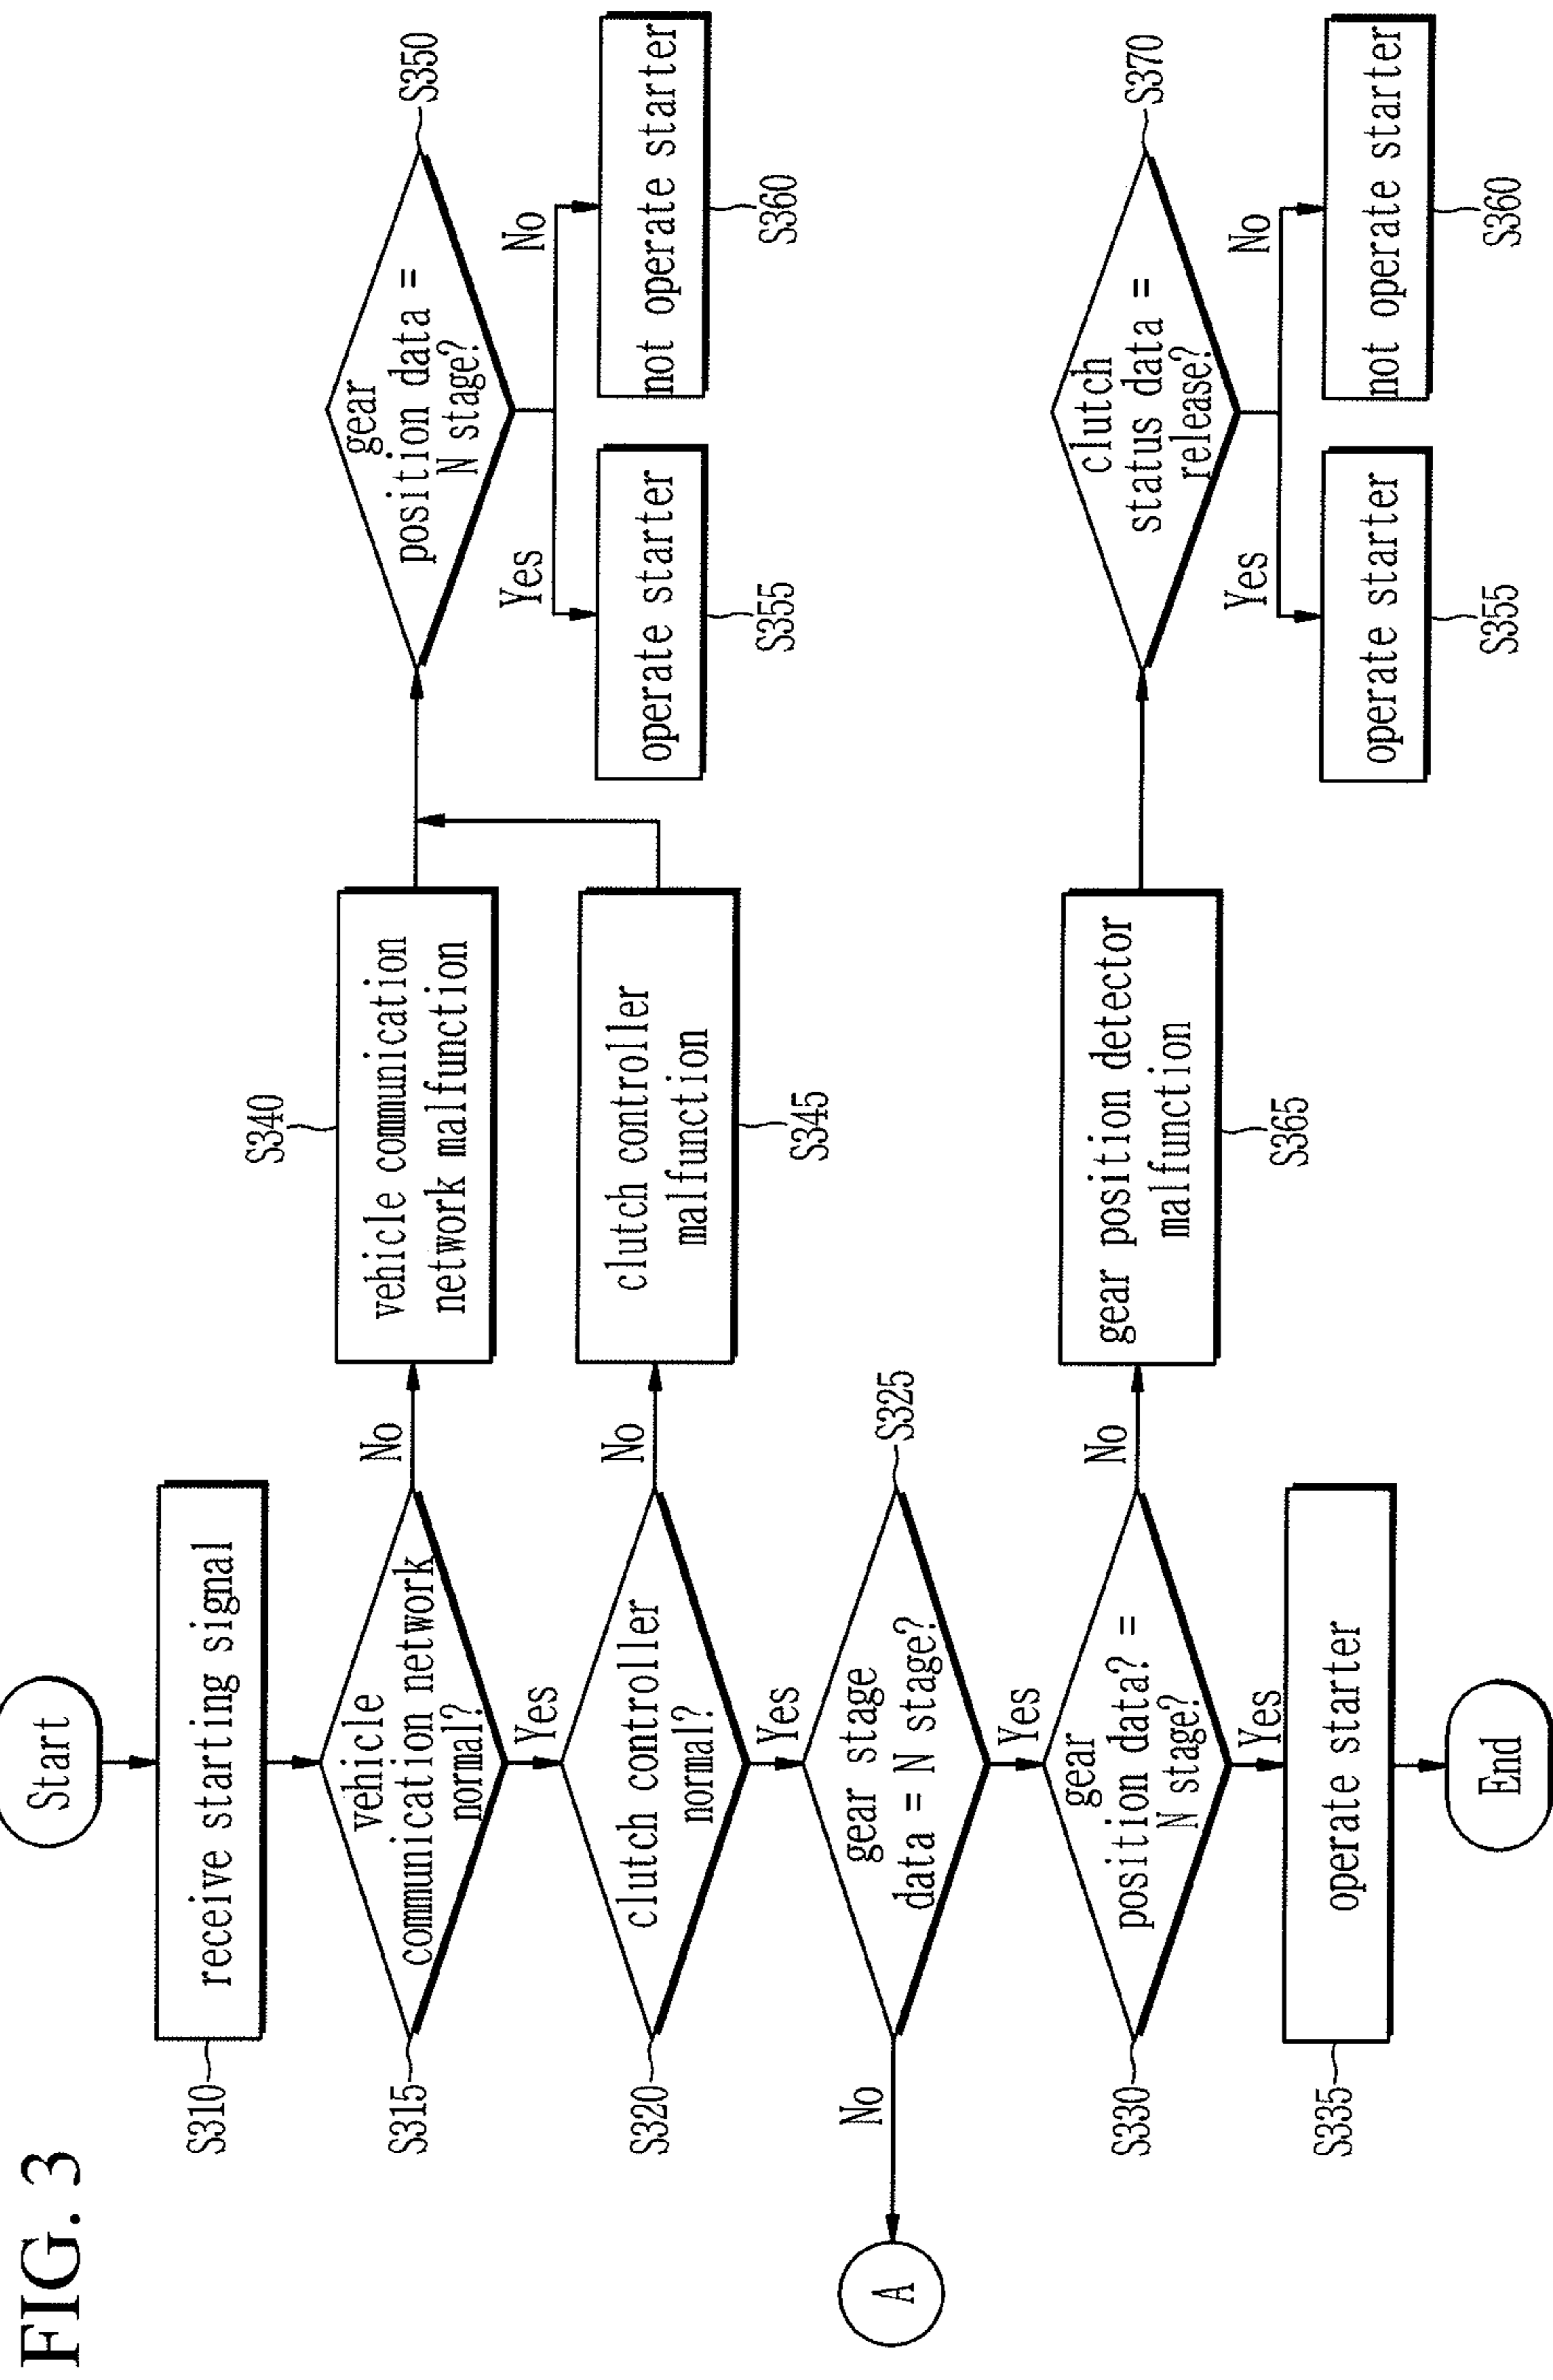 FIG. 3
Start
S310
receive starting signal
S315
vehicle
communication network
normal?
No
S340
vehicle communication
network malfunction
gear
position data =
N stage?
S350
Yes
No
operate starter
S355
not operate starter
S360
Yes
S320
clutch controller
normal?
No
clutch controller
malfunction
S345
Yes
gear stage
data = N stage?
S325
No
A
Yes
S330
gear
position data? =
N stage?
No
gear position detector
malfunction
S365
clutch
status data =
release?
S370
Yes
No
operate starter
S355
not operate starter
S360
Yes
S335
operate starter
End